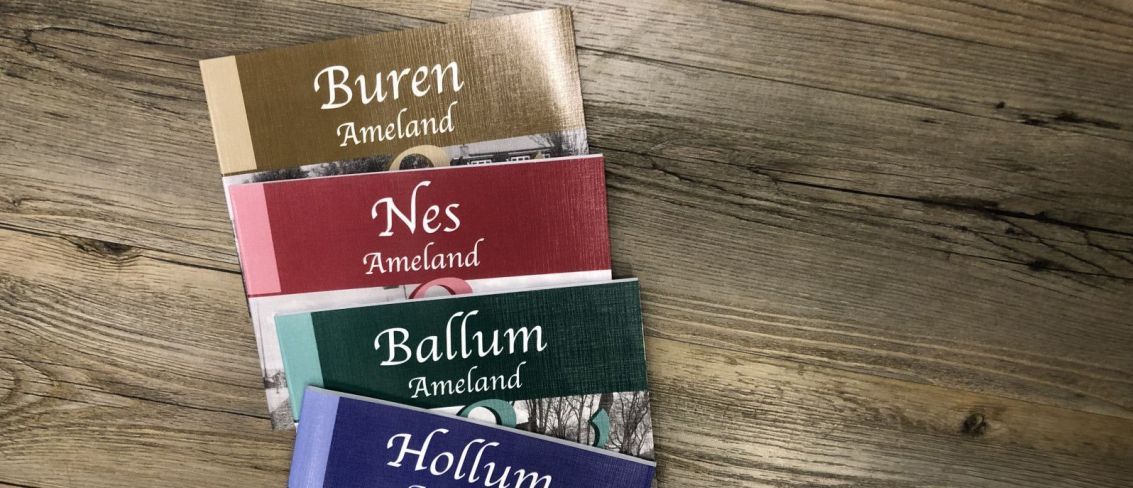 Buren
Ameland
Nes
Ameland
Ballum
Ameland
Hollum